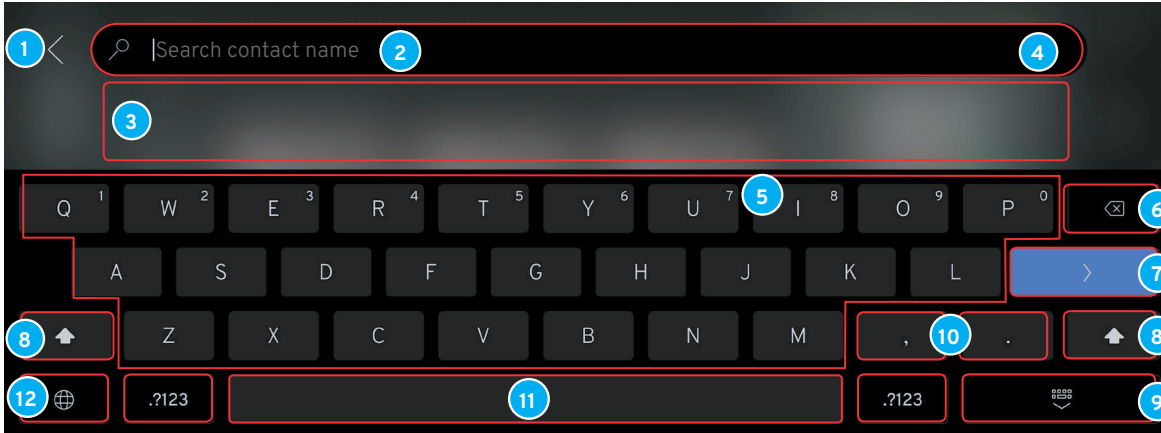 1 Search contact name 2 4
3
Q 1 W 2 E 3 R 4 T 5 Y 6 U 7 5 I 8 O 9 P 0 6
A S D F G H J K L 7
8 Z X C V B N M , 10 . 8
12 .?123 11 .?123 9